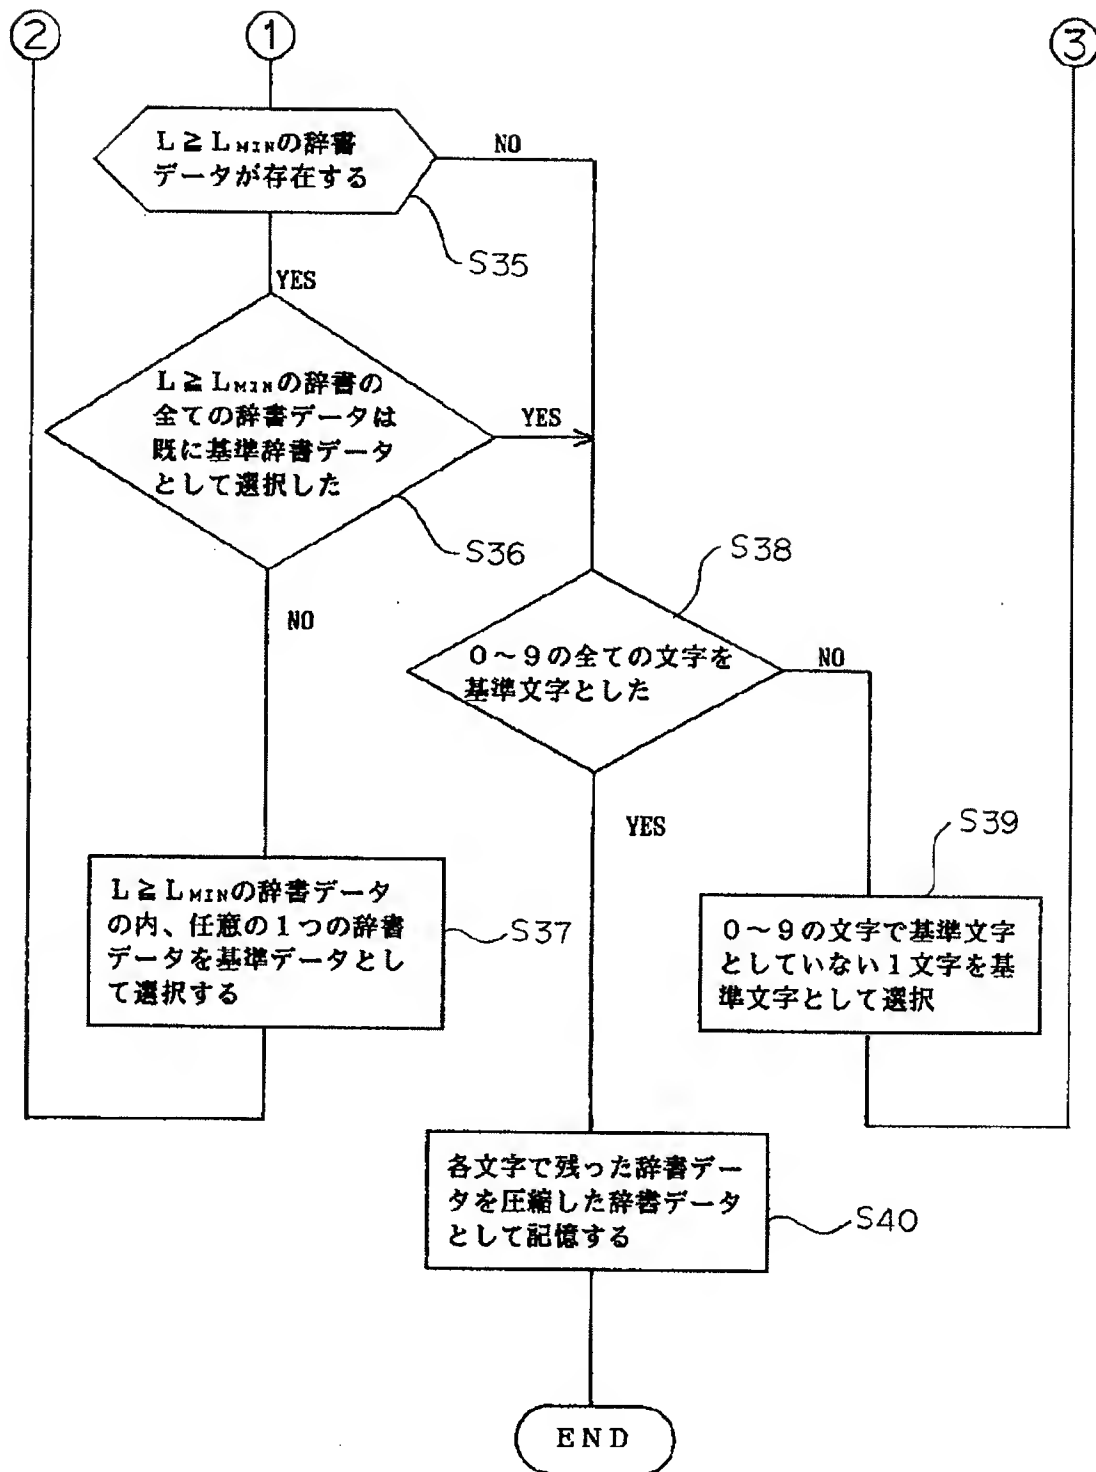 ②
①
③
L≧LMINの辞書
データが存在する
NO
S35
YES
L≧LMINの辞書の
全ての辞書データは
既に基準辞書データ
として選択した
YES
S36
NO
S38
0～9の全ての文字を
基準文字とした
NO
YES
S39
L≧LMINの辞書データ
の内、任意の1つの辞書
データを基準データとし
て選択する
S37
0～9の文字で基準文字
としていない1文字を基
準文字として選択
各文字で残った辞書デー
タを圧縮した辞書データ
として記憶する
S40
END